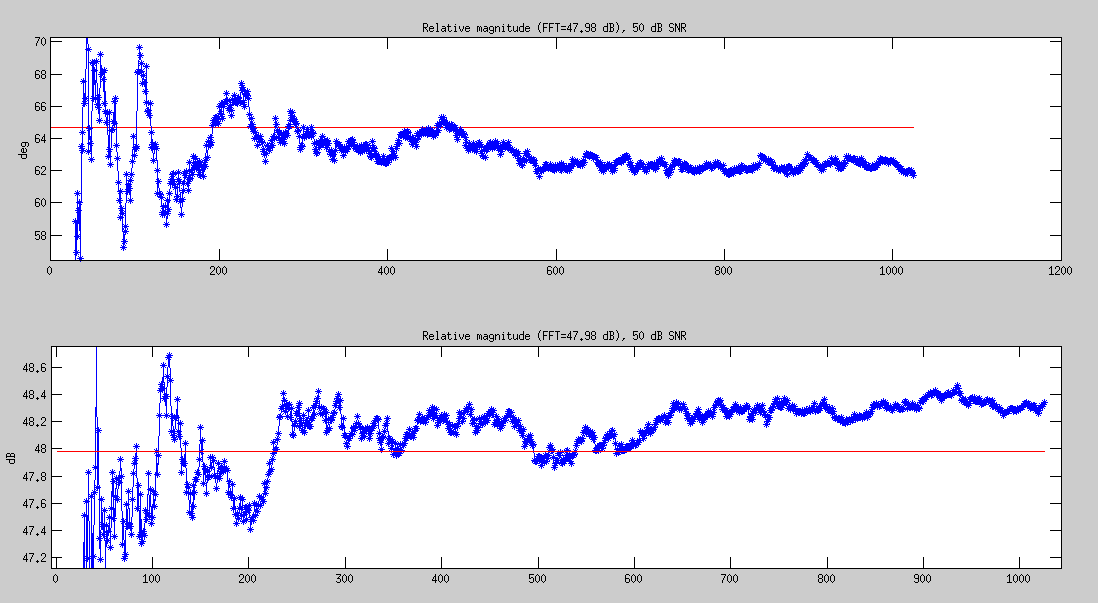 Relative magnitude (FFT=47.98 dB), 50 dB SNR
70
68
66
64
62
60
58
deg
0 200 400 600 800 1000 1200
Relative magnitude (FFT=47.98 dB), 50 dB SNR
48.6
48.4
48.2
48
47.8
47.6
47.4
47.2
dB
0 100 200 300 400 500 600 700 800 900 1000